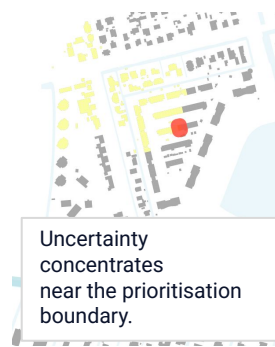 Uncertainty
concentrates
near the prioritisation
boundary.